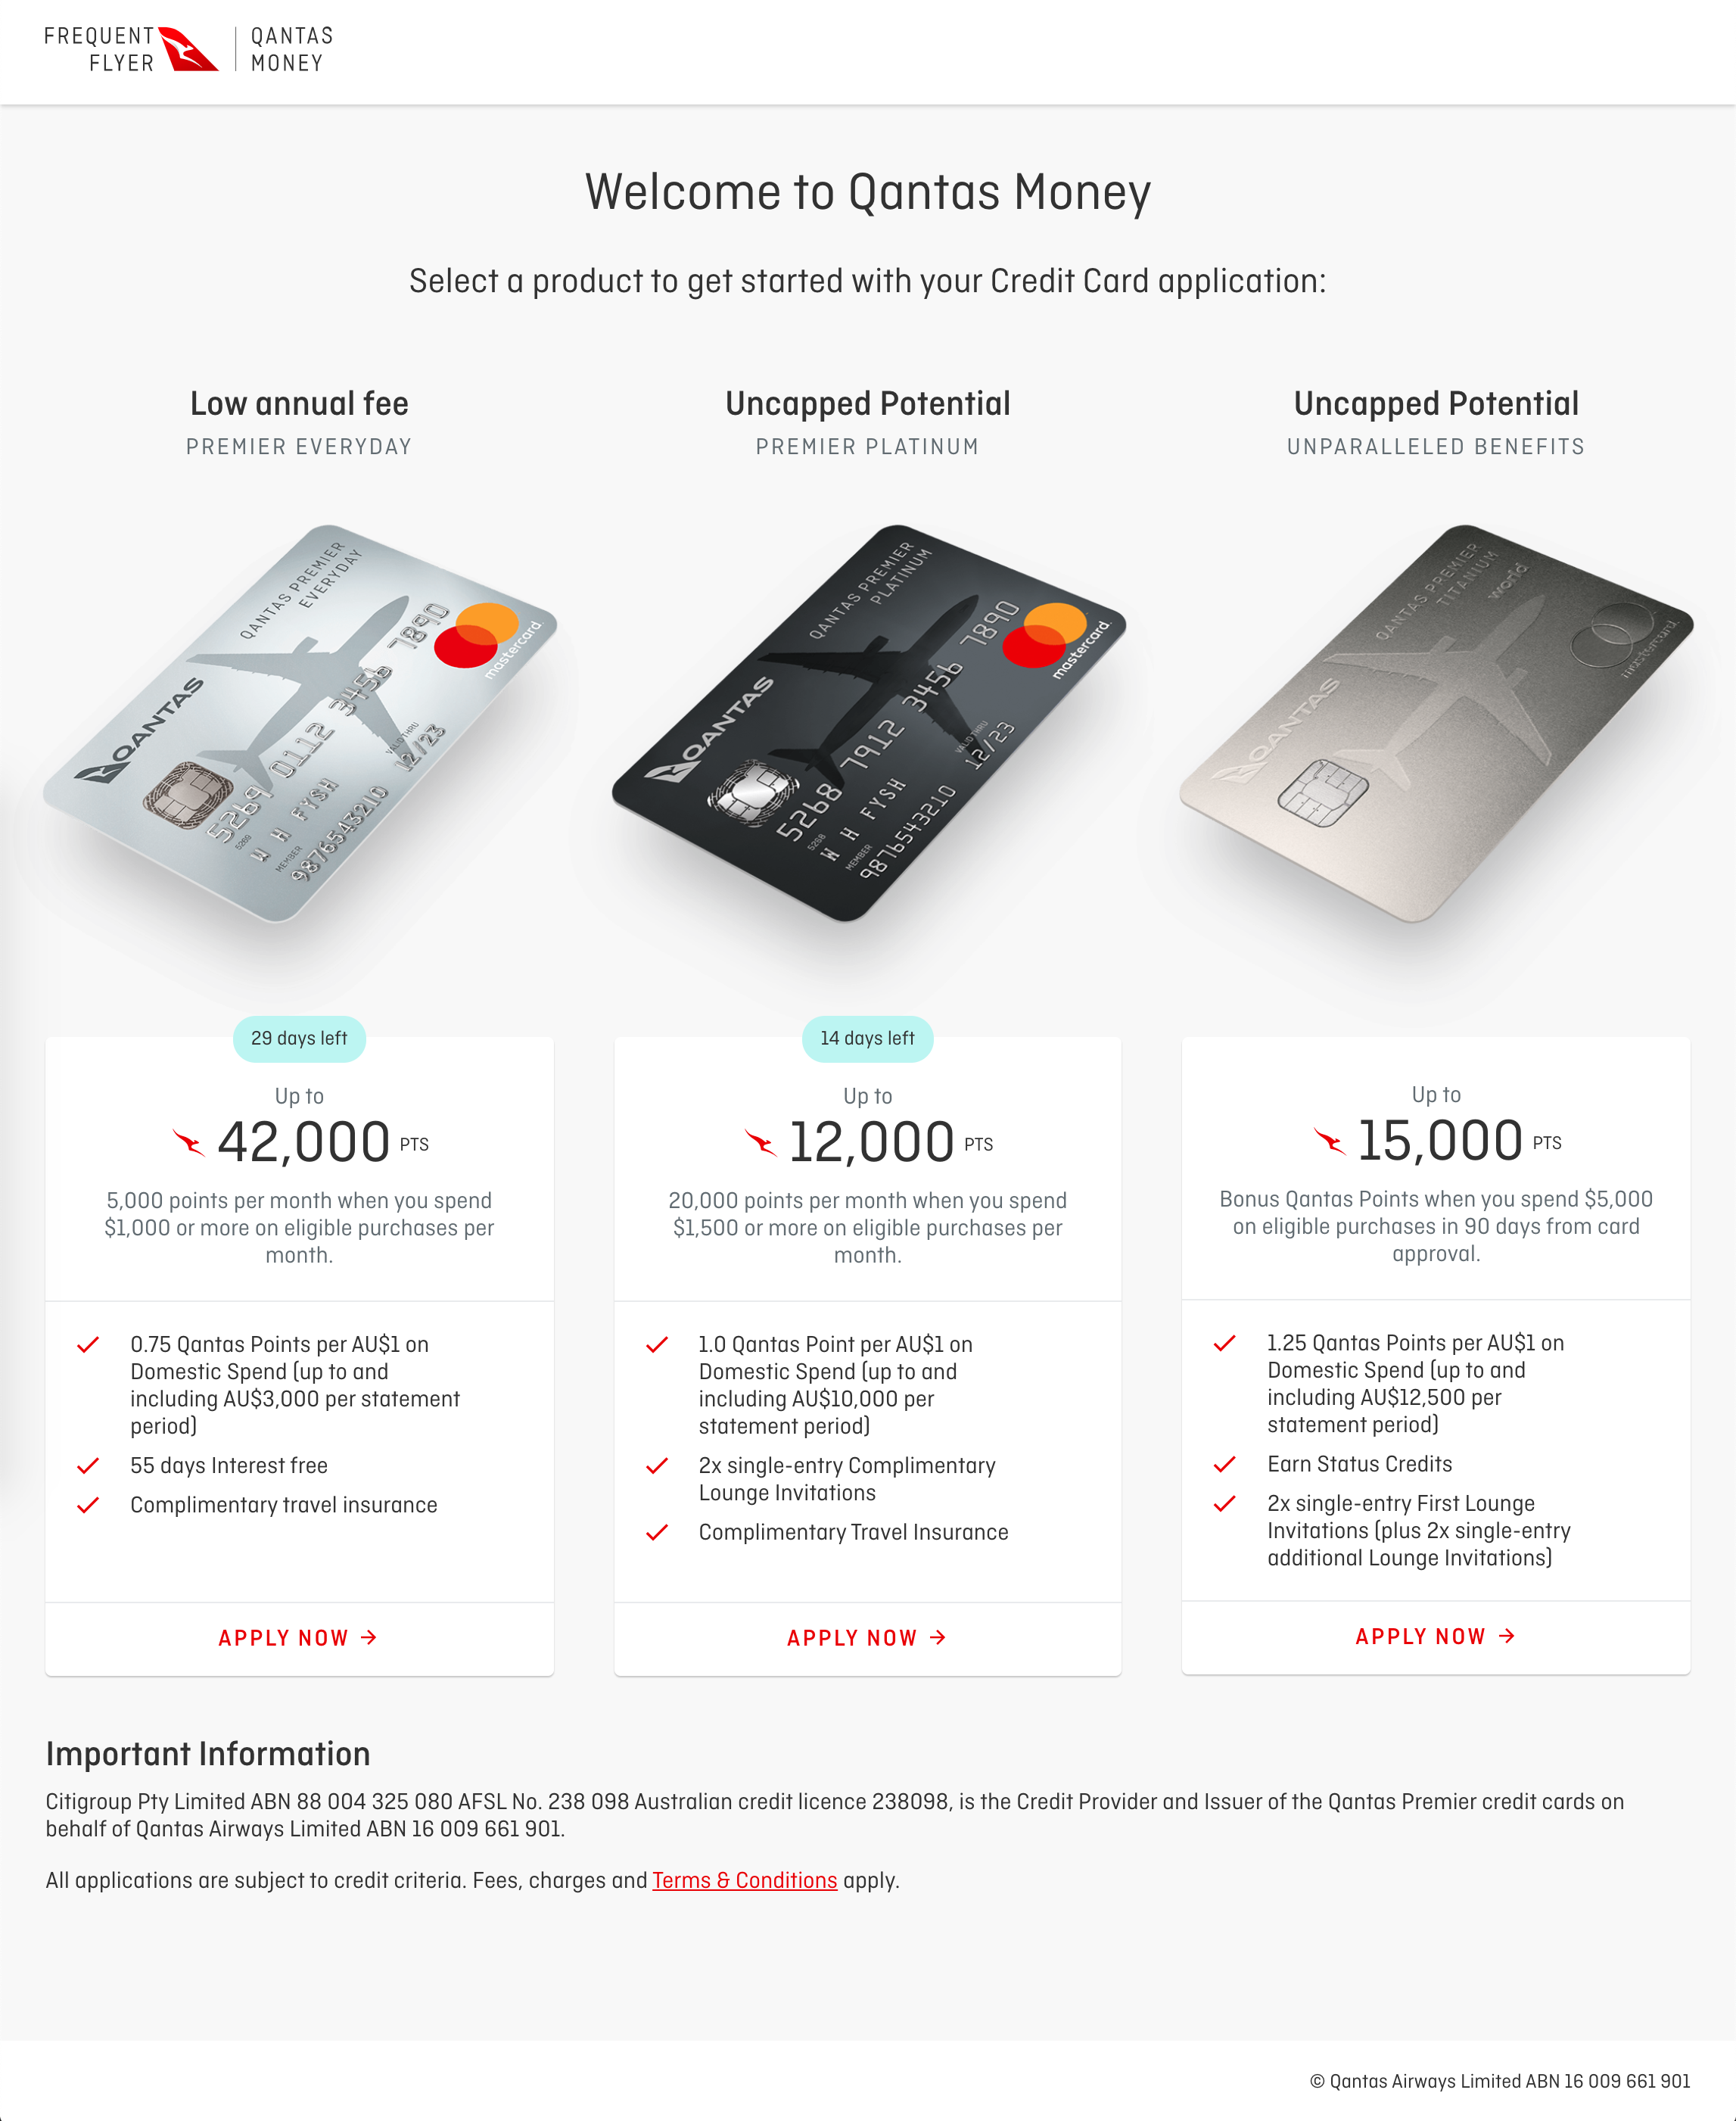 FREQUENT
FLYER
QANTAS
MONEY
Welcome to Qantas Money
Select a product to get started with your Credit Card application:
Low annual fee
PREMIER EVERYDAY
QANTAS PREMIER
EVERYDAY
mastercard.
QANTAS
5269 0112 3456 7890
5269
VALID THRU
12/23
W H FYSH
MEMBER
9876543210
29 days left
Up to
42,000 PTS
5,000 points per month when you spend
$1,000 or more on eligible purchases per
month.
0.75 Qantas Points per AU$1 on
Domestic Spend (up to and
including AU$3,000 per statement
period)
55 days Interest free
Complimentary travel insurance
APPLY NOW
Uncapped Potential
PREMIER PLATINUM
QANTAS PREMIER
PLATINUM
mastercard.
QANTAS
5268 7912 3456 7890
5268
VALID THRU
12/23
W H FYSH
MEMBER
9876543210
14 days left
Up to
12,000 PTS
20,000 points per month when you spend
$1,500 or more on eligible purchases per
month.
1.0 Qantas Point per AU$1 on
Domestic Spend (up to and
including AU$10,000 per
statement period)
2x single-entry Complimentary
Lounge Invitations
Complimentary Travel Insurance
APPLY NOW
Uncapped Potential
UNPARALLELED BENEFITS
QANTAS PREMIER
TITANIUM
world
mastercard.
QANTAS
Up to
15,000 PTS
Bonus Qantas Points when you spend $5,000
on eligible purchases in 90 days from card
approval.
1.25 Qantas Points per AU$1 on
Domestic Spend (up to and
including AU$12,500 per
statement period)
Earn Status Credits
2x single-entry First Lounge
Invitations (plus 2x single-entry
additional Lounge Invitations)
APPLY NOW
Important Information
Citigroup Pty Limited ABN 88 004 325 080 AFSL No. 238 098 Australian credit licence 238098, is the Credit Provider and Issuer of the Qantas Premier credit cards on
behalf of Qantas Airways Limited ABN 16 009 661 901.
All applications are subject to credit criteria. Fees, charges and Terms & Conditions apply.
© Qantas Airways Limited ABN 16 009 661 901